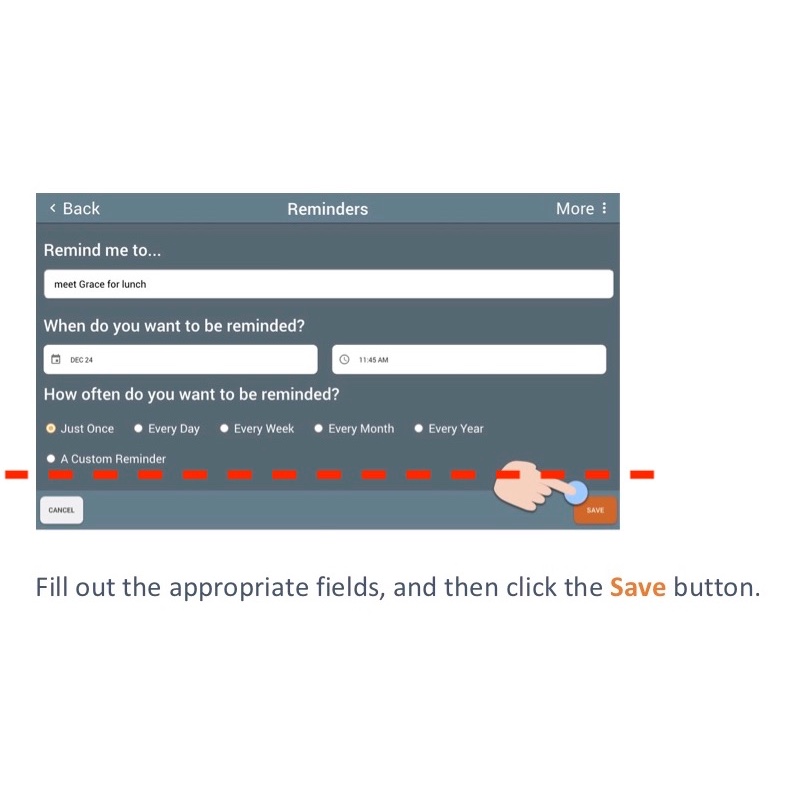 < Back Reminders More ⋮
Remind me to...
meet Grace for lunch
When do you want to be reminded?
DEC 24 11:45 AM
How often do you want to be reminded?
Just Once Every Day Every Week Every Month Every Year
A Custom Reminder
CANCEL SAVE
Fill out the appropriate fields, and then click the Save button.